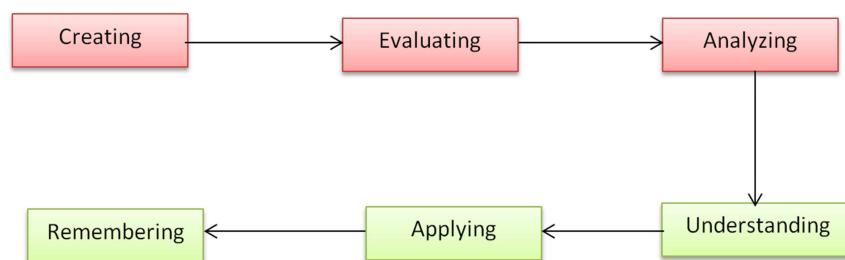 Creating
Evaluating
Analyzing
Understanding
Applying
Remembering